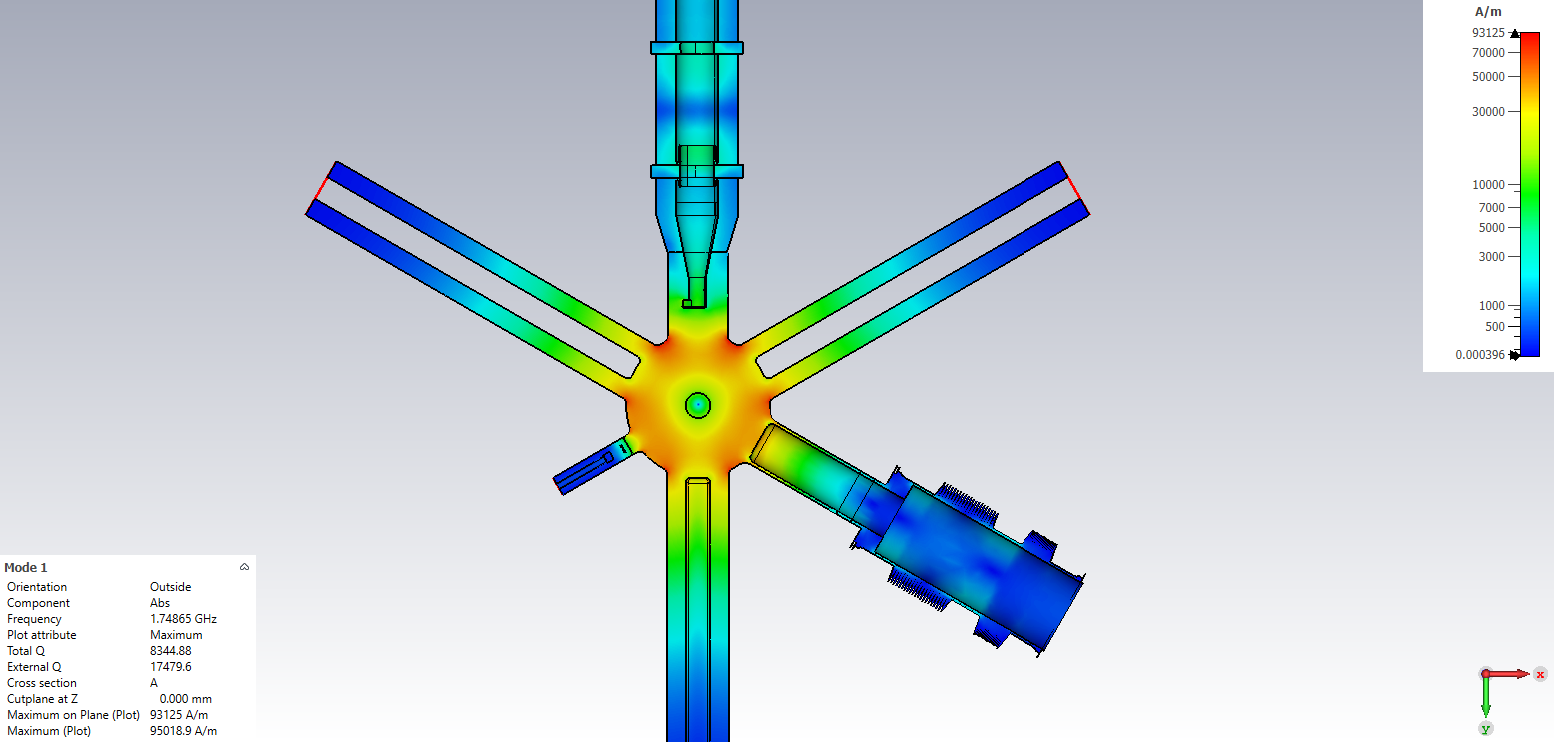 A/m
93125
70000
50000
30000
10000
7000
5000
3000
1000
500
0.000396
Mode 1
Orientation Outside
Component Abs
Frequency 1.74865 GHz
Plot attribute Maximum
Total Q 8344.88
External Q 17479.6
Cross section A
Cutplane at Z 0.000 mm
Maximum on Plane (Plot) 93125 A/m
Maximum (Plot) 95018.9 A/m
x
y